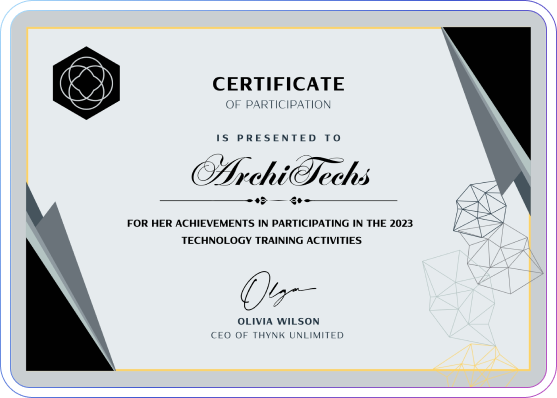 CERTIFICATE
OF PARTICIPATION
IS PRESENTED TO
ArchiTechs
FOR HER ACHIEVEMENTS IN PARTICIPATING IN THE 2023
TECHNOLOGY TRAINING ACTIVITIES
Olga
OLIVIA WILSON
CEO OF THYNK UNLIMITED